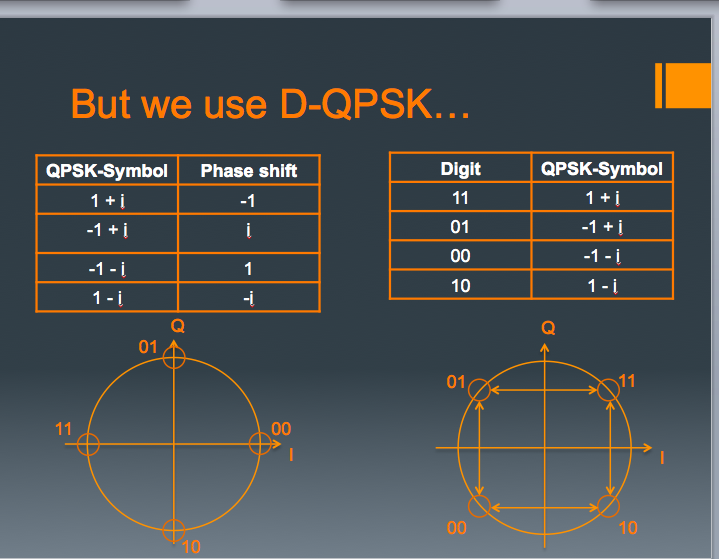 But we use D-QPSK...
QPSK-Symbol Phase shift
1 + i -1
-1 + i i
-1 - i 1
1 - i -i
Digit QPSK-Symbol
11 1 + i
01 -1 + i
00 -1 - i
10 1 - i
Q
01
11
00
I
10
Q
01
11
I
00
10